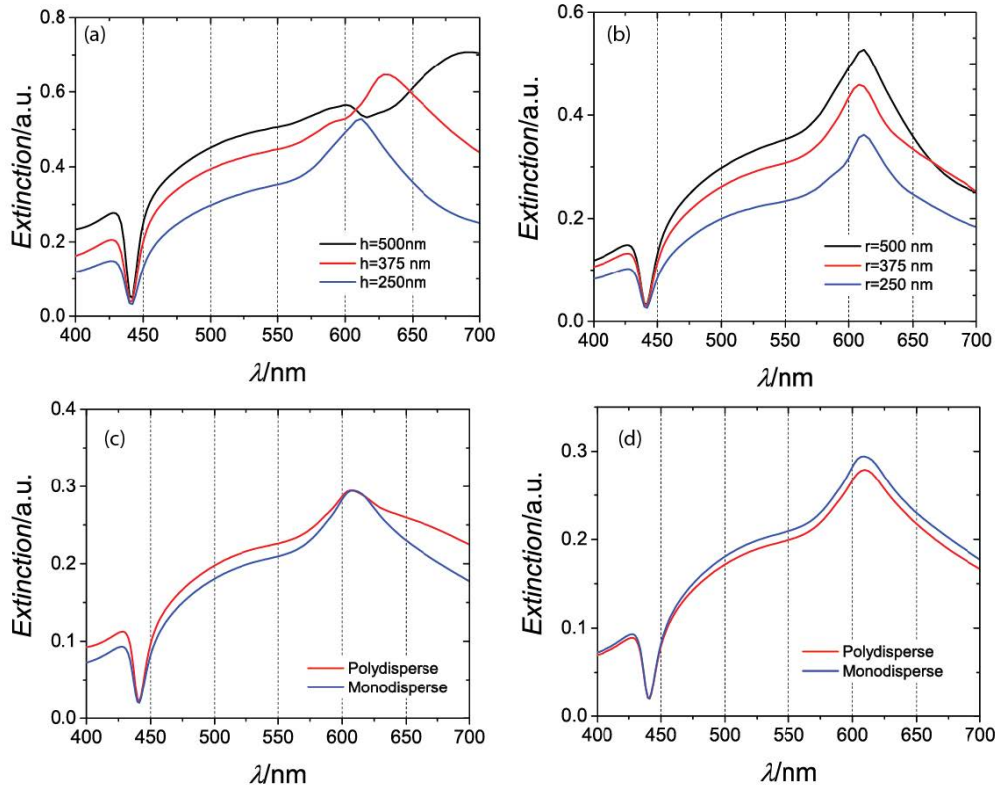 (a)
Extinction/a.u.
0.8
0.6
0.4
0.2
0.0
h=500nm
h=375 nm
h=250nm
400 450 500 550 600 650 700
λ/nm
(b)
Extinction/a.u.
0.6
0.4
0.2
0.0
r=500 nm
r=375 nm
r=250 nm
400 450 500 550 600 650 700
λ/nm
(c)
Extinction/a.u.
0.4
0.3
0.2
0.1
0.0
Polydisperse
Monodisperse
400 450 500 550 600 650 700
λ/nm
(d)
Extinction/a.u.
0.3
0.2
0.1
0.0
Polydisperse
Monodisperse
400 450 500 550 600 650 700
λ/nm